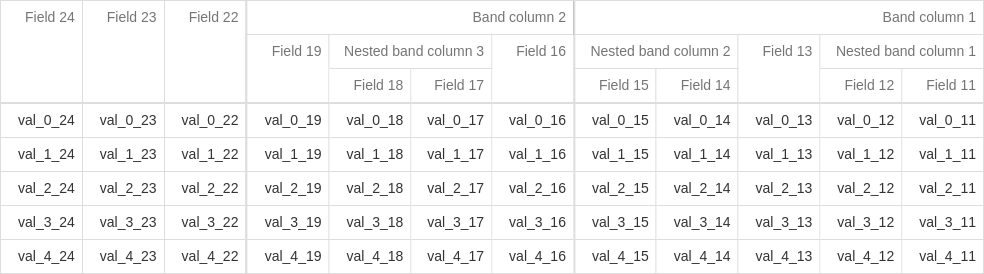 Field 24 Field 23 Field 22 Band column 2 Band column 1
Field 19 Nested band column 3 Field 16 Nested band column 2 Field 13 Nested band column 1
Field 18 Field 17 Field 15 Field 14 Field 12 Field 11
val_0_24 val_0_23 val_0_22 val_0_19 val_0_18 val_0_17 val_0_16 val_0_15 val_0_14 val_0_13 val_0_12 val_0_11
val_1_24 val_1_23 val_1_22 val_1_19 val_1_18 val_1_17 val_1_16 val_1_15 val_1_14 val_1_13 val_1_12 val_1_11
val_2_24 val_2_23 val_2_22 val_2_19 val_2_18 val_2_17 val_2_16 val_2_15 val_2_14 val_2_13 val_2_12 val_2_11
val_3_24 val_3_23 val_3_22 val_3_19 val_3_18 val_3_17 val_3_16 val_3_15 val_3_14 val_3_13 val_3_12 val_3_11
val_4_24 val_4_23 val_4_22 val_4_19 val_4_18 val_4_17 val_4_16 val_4_15 val_4_14 val_4_13 val_4_12 val_4_11